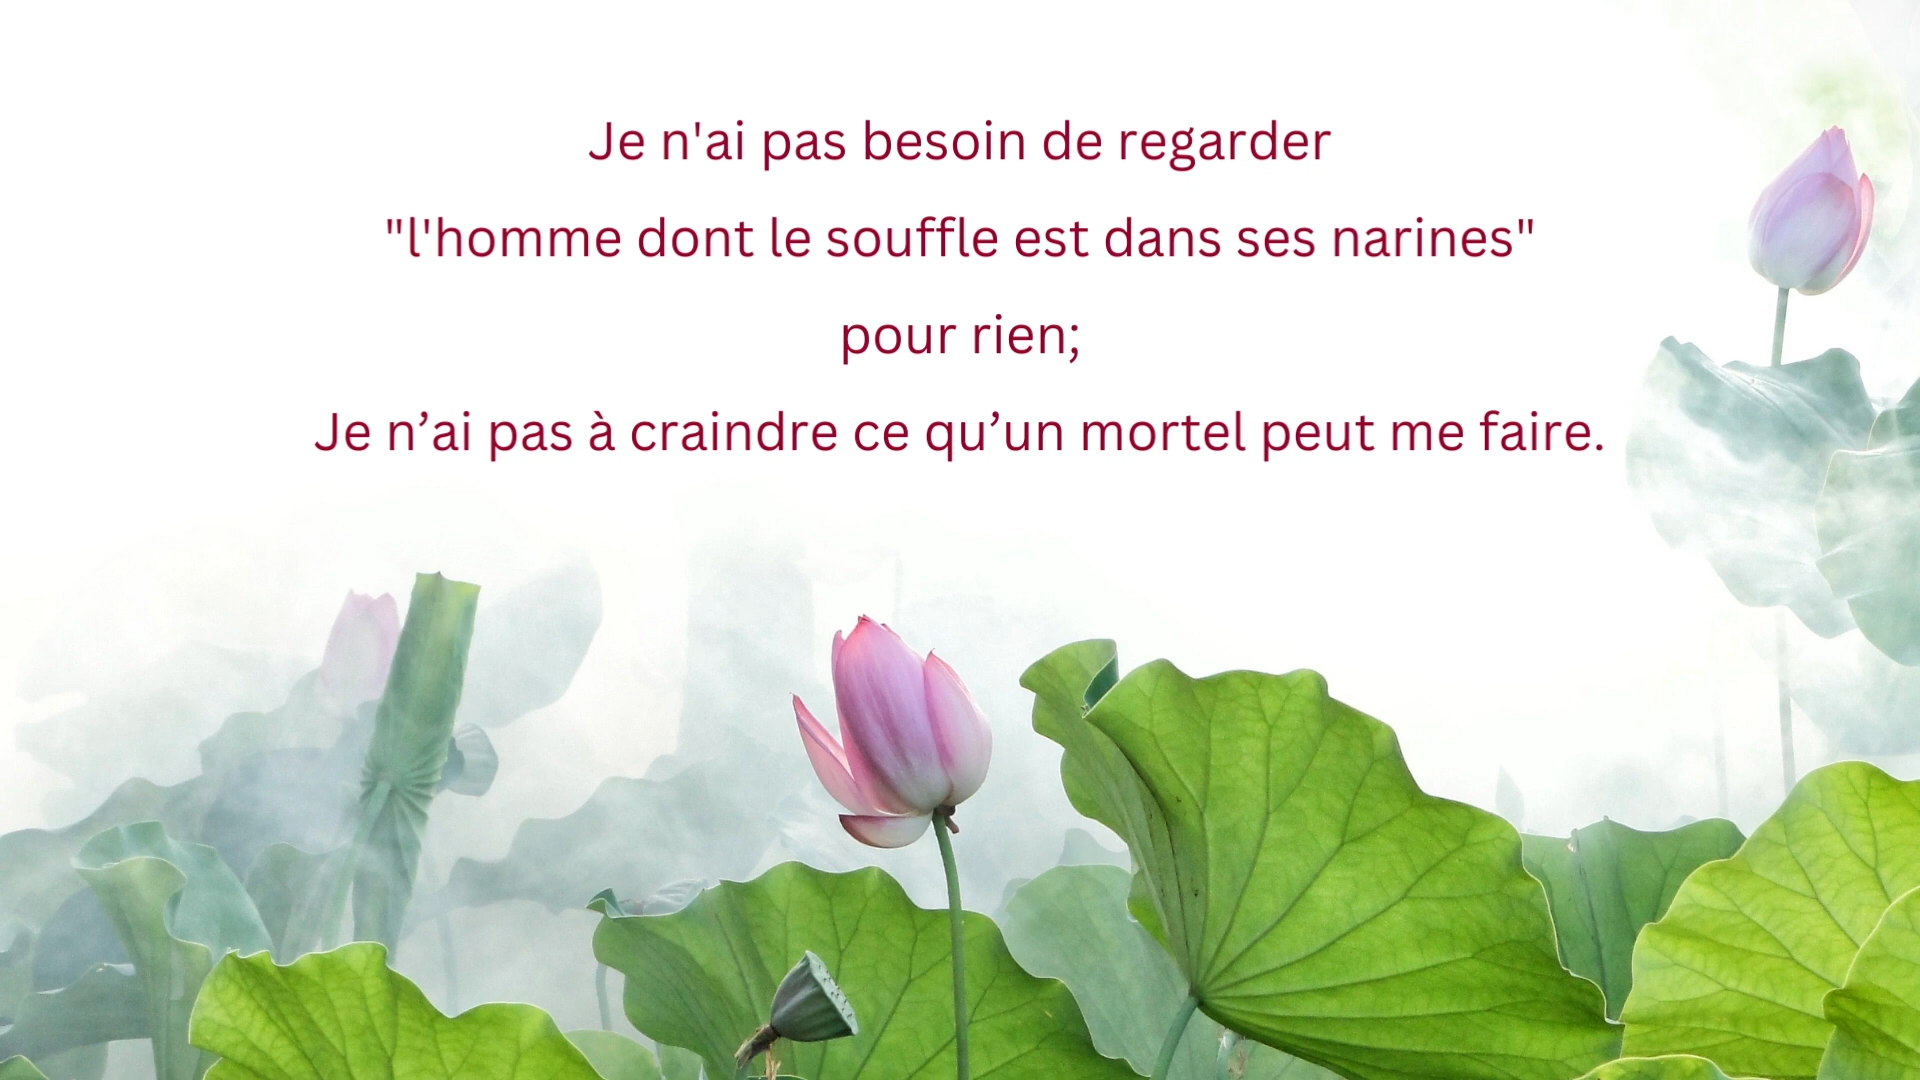 Je n'ai pas besoin de regarder
"l'homme dont le souffle est dans ses narines"
pour rien;
Je n’ai pas à craindre ce qu’un mortel peut me faire.